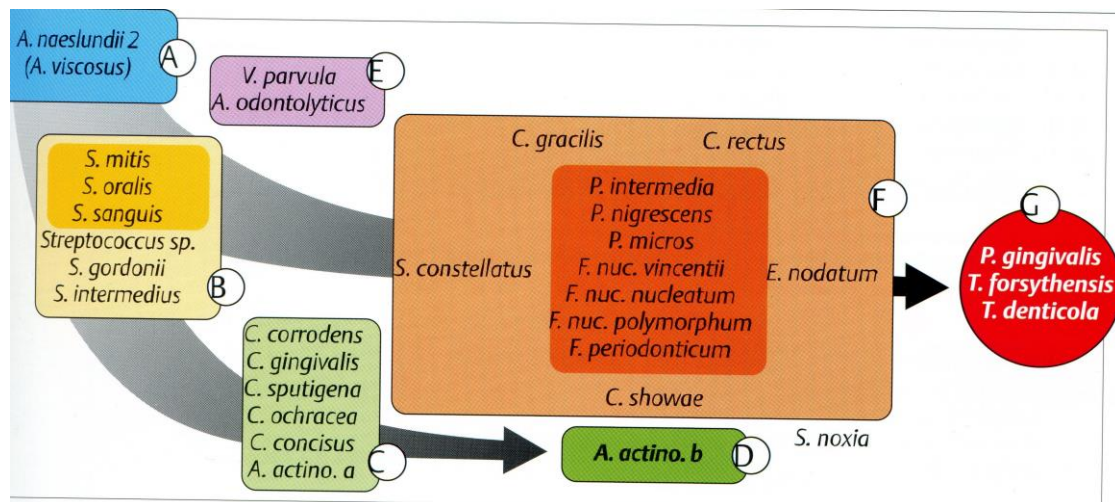 A. naeslundii 2
(A. viscosus)
A
V. parvula
A. odontolyticus
E
S. mitis
S. oralis
S. sanguis
Streptococcus sp.
S. gordonii
S. intermedius
B
C. corrodens
C. gingivalis
C. sputigena
C. ochracea
C. concisus
A. actino. a
C
C. gracilis
C. rectus
P. intermedia
P. nigrescens
P. micros
F. nuc. vincentii
F. nuc. nucleatum
F. nuc. polymorphum
F. periodonticum
S. constellatus
E. nodatum
C. showae
F
A. actino. b
D
S. noxia
G
P. gingivalis
T. forsythensis
T. denticola